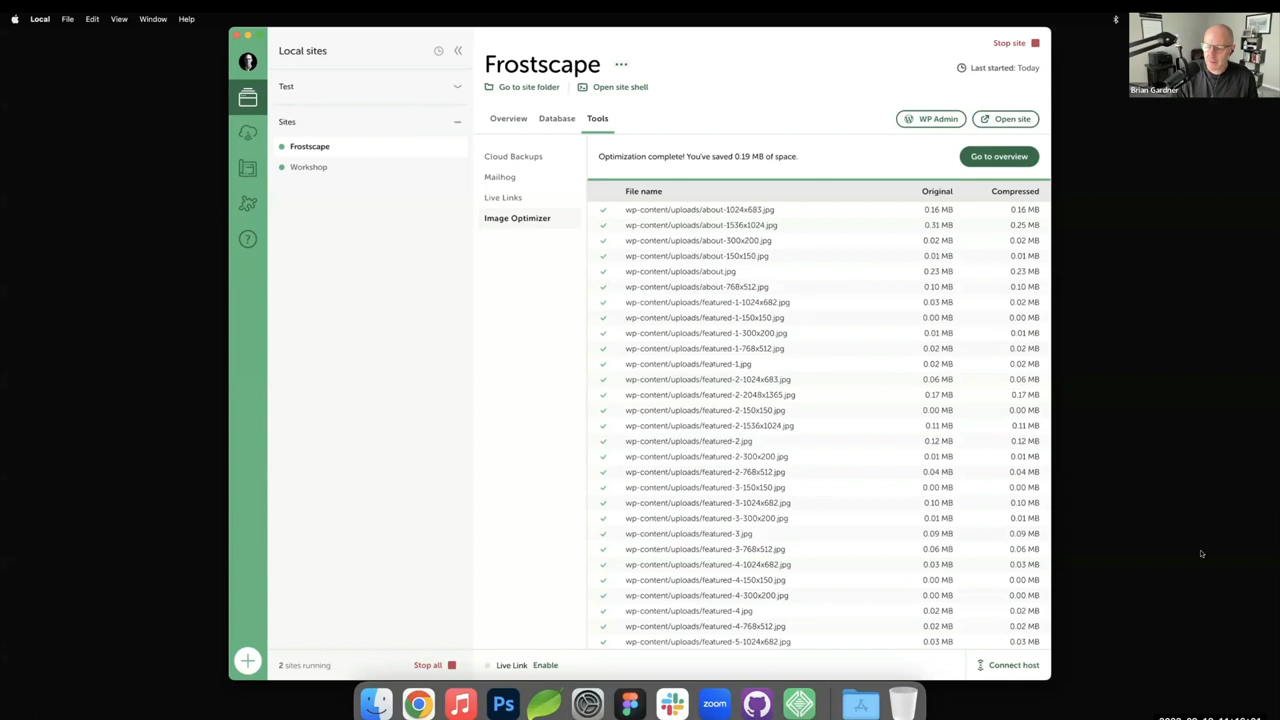 Local File Edit View Window Help
Brian Gardner
Local sites
Test
Sites
Frostscape
Workshop
2 sites running Stop all
Frostscape ...
Stop site
Last started: Today
Go to site folder Open site shell
Overview Database Tools
WP Admin Open site
Cloud Backups
Mailhog
Live Links
Image Optimizer
Optimization complete! You've saved 0.19 MB of space. Go to overview
File name Original Compressed
wp-content/uploads/about-1024x683.jpg 0.16 MB 0.16 MB
wp-content/uploads/about-1536x1024.jpg 0.31 MB 0.25 MB
wp-content/uploads/about-300x200.jpg 0.02 MB 0.02 MB
wp-content/uploads/about-150x150.jpg 0.01 MB 0.01 MB
wp-content/uploads/about.jpg 0.23 MB 0.23 MB
wp-content/uploads/about-768x512.jpg 0.10 MB 0.10 MB
wp-content/uploads/featured-1-1024x682.jpg 0.03 MB 0.02 MB
wp-content/uploads/featured-1-150x150.jpg 0.00 MB 0.00 MB
wp-content/uploads/featured-1-300x200.jpg 0.01 MB 0.01 MB
wp-content/uploads/featured-1-768x512.jpg 0.02 MB 0.02 MB
wp-content/uploads/featured-1.jpg 0.02 MB 0.02 MB
wp-content/uploads/featured-2-1024x683.jpg 0.06 MB 0.06 MB
wp-content/uploads/featured-2-2048x1365.jpg 0.17 MB 0.17 MB
wp-content/uploads/featured-2-150x150.jpg 0.00 MB 0.00 MB
wp-content/uploads/featured-2-1536x1024.jpg 0.11 MB 0.11 MB
wp-content/uploads/featured-2.jpg 0.12 MB 0.12 MB
wp-content/uploads/featured-2-300x200.jpg 0.01 MB 0.01 MB
wp-content/uploads/featured-2-768x512.jpg 0.04 MB 0.04 MB
wp-content/uploads/featured-3-150x150.jpg 0.00 MB 0.00 MB
wp-content/uploads/featured-3-1024x682.jpg 0.10 MB 0.10 MB
wp-content/uploads/featured-3-300x200.jpg 0.01 MB 0.01 MB
wp-content/uploads/featured-3.jpg 0.09 MB 0.09 MB
wp-content/uploads/featured-3-768x512.jpg 0.06 MB 0.06 MB
wp-content/uploads/featured-4-1024x682.jpg 0.03 MB 0.03 MB
wp-content/uploads/featured-4-150x150.jpg 0.00 MB 0.00 MB
wp-content/uploads/featured-4-300x200.jpg 0.00 MB 0.00 MB
wp-content/uploads/featured-4.jpg 0.02 MB 0.02 MB
wp-content/uploads/featured-4-768x512.jpg 0.02 MB 0.02 MB
wp-content/uploads/featured-5-1024x682.jpg 0.03 MB 0.03 MB
Live Link Enable
Connect host
Ps
zoom